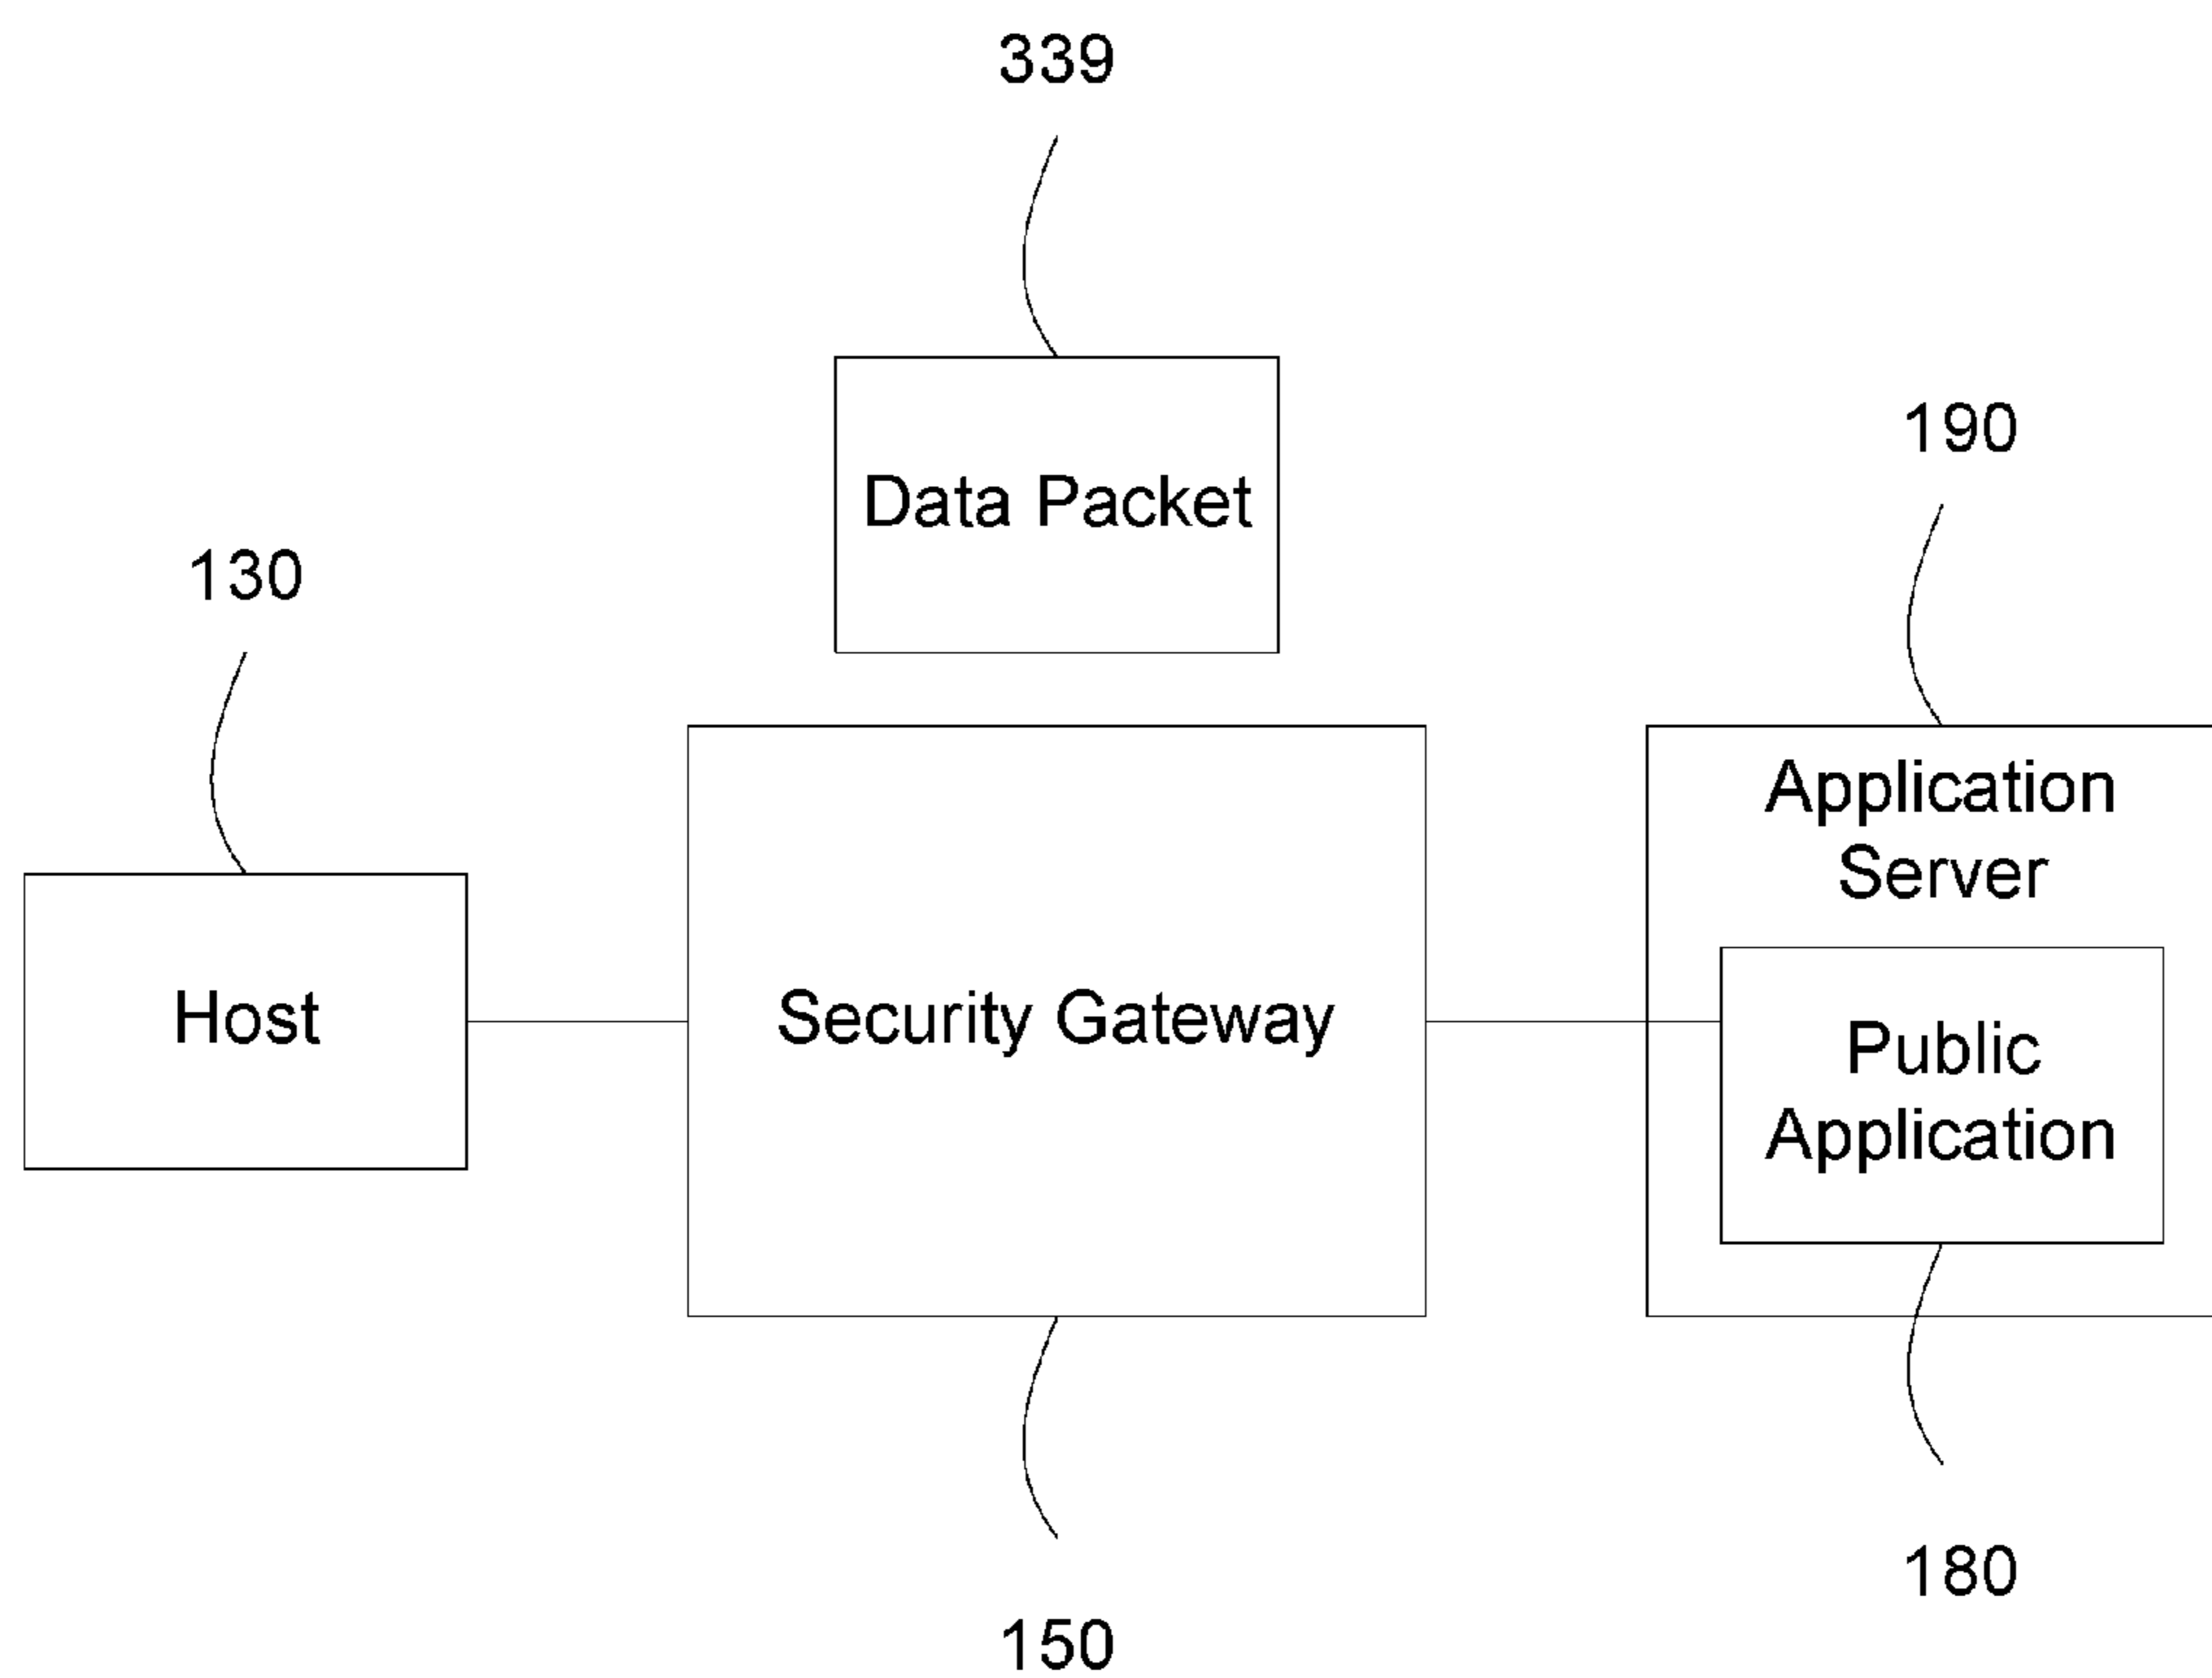 339
Data Packet
190
130
Application
Server
Host
Security Gateway
Public
Application
180
150